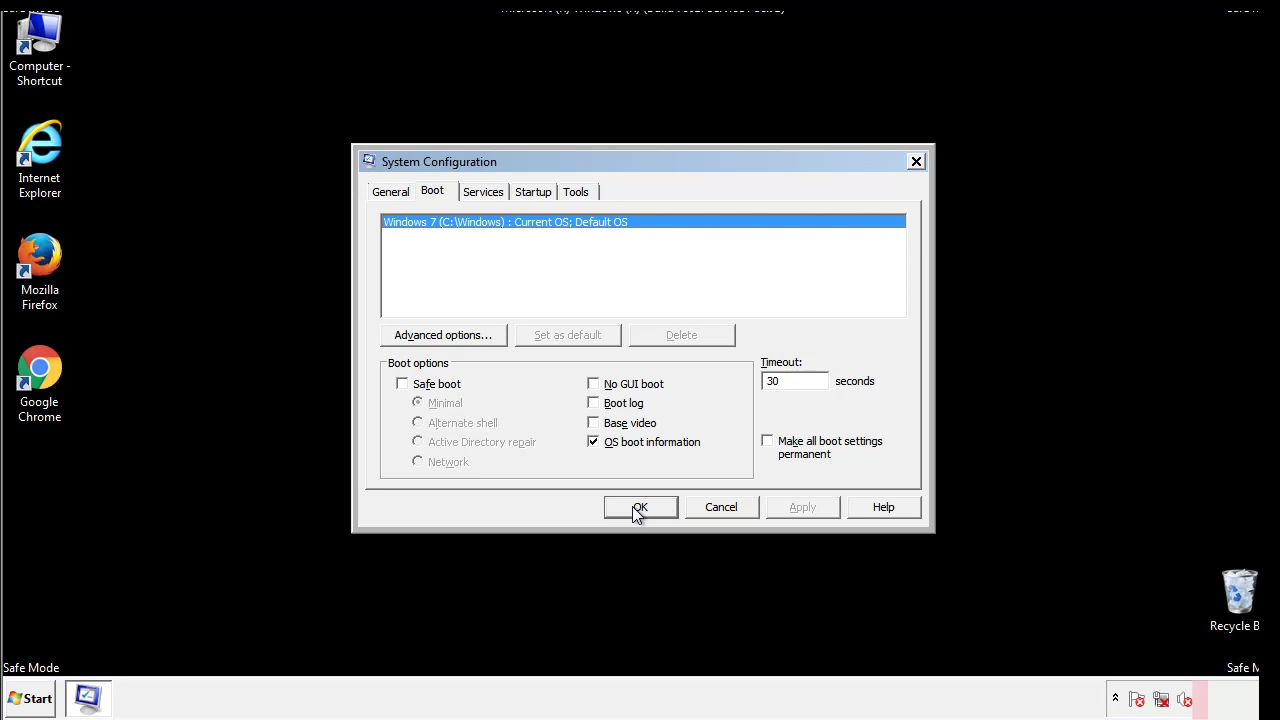 Computer -
Shortcut
Internet
Explorer
Mozilla
Firefox
Google
Chrome
System Configuration
General
Boot
Services
Startup
Tools
Windows 7 (C:\Windows) : Current OS; Default OS
Advanced options...
Set as default
Delete
Boot options
Safe boot
Minimal
Alternate shell
Active Directory repair
Network
No GUI boot
Boot log
Base video
OS boot information
Timeout:
30 seconds
Make all boot settings
permanent
OK
Cancel
Apply
Help
Recycle B
Safe Mode
Safe M
Start